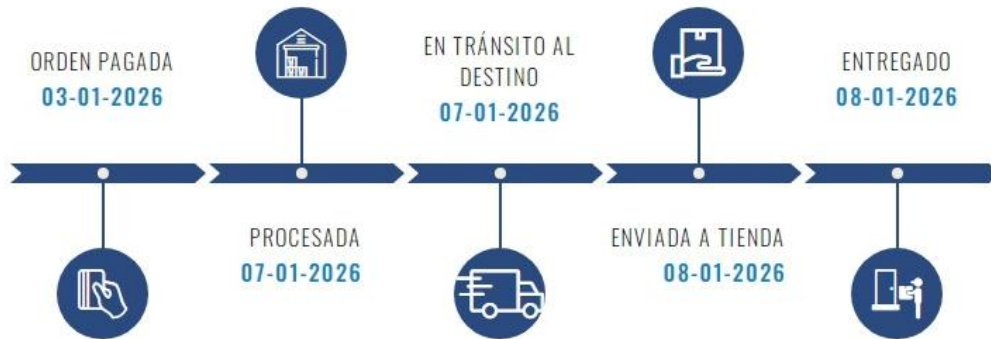 ORDEN PAGADA
03-01-2026
PROCESADA
07-01-2026
EN TRÁNSITO AL
DESTINO
07-01-2026
ENVIADA A TIENDA
08-01-2026
ENTREGADO
08-01-2026